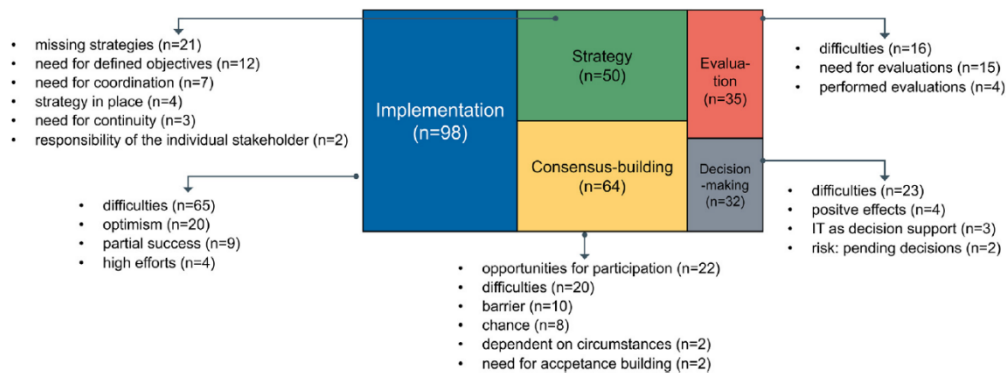 • missing strategies (n=21)
• need for defined objectives (n=12)
• need for coordination (n=7)
• strategy in place (n=4)
• need for continuity (n=3)
• responsibility of the individual stakeholder (n=2)
• difficulties (n=65)
• optimism (n=20)
• partial success (n=9)
• high efforts (n=4)
Implementation
(n=98)
Strategy
(n=50)
Consensus-building
(n=64)
Evalua-
tion
(n=35)
Decision
-making
(n=32)
• difficulties (n=16)
• need for evaluations (n=15)
• performed evaluations (n=4)
• difficulties (n=23)
• positve effects (n=4)
• IT as decision support (n=3)
• risk: pending decisions (n=2)
• opportunities for participation (n=22)
• difficulties (n=20)
• barrier (n=10)
• chance (n=8)
• dependent on circumstances (n=2)
• need for accpetance building (n=2)